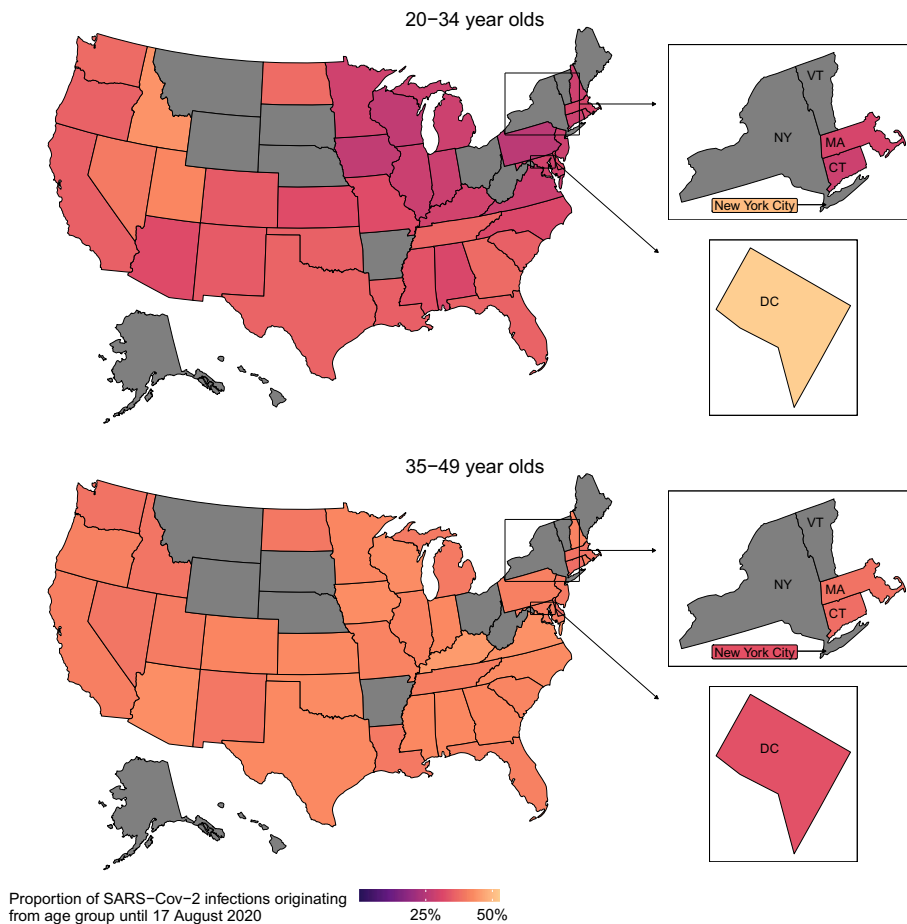 20−34 year olds
VT
NY
MA
CT
New York City
DC
35−49 year olds
VT
NY
MA
CT
New York City
DC
Proportion of SARS−Cov−2 infections originating
from age group until 17 August 2020
25%
50%